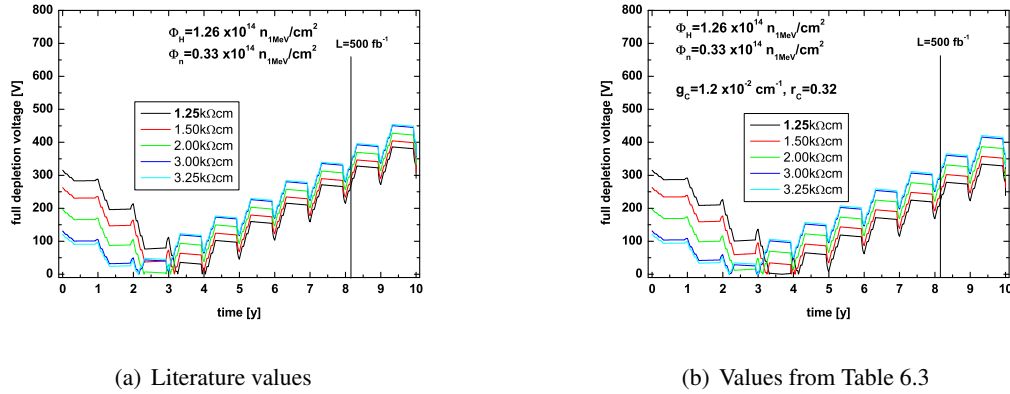 Φ_H=1.26 x10^14 n_1MeV/cm^2
Φ_n=0.33 x10^14 n_1MeV/cm^2
L=500 fb^-1
1.25kΩcm
1.50kΩcm
2.00kΩcm
3.00kΩcm
3.25kΩcm
full depletion voltage [V]
800
700
600
500
400
300
200
100
0
0 1 2 3 4 5 6 7 8 9 10
time [y]
(a) Literature values
Φ_H=1.26 x10^14 n_1MeV/cm^2
Φ_n=0.33 x10^14 n_1MeV/cm^2
L=500 fb^-1
g_C=1.2 x10^-2 cm^-1, r_C=0.32
1.25kΩcm
1.50kΩcm
2.00kΩcm
3.00kΩcm
3.25kΩcm
full depletion voltage [V]
800
700
600
500
400
300
200
100
0
0 1 2 3 4 5 6 7 8 9 10
time [y]
(b) Values from Table 6.3